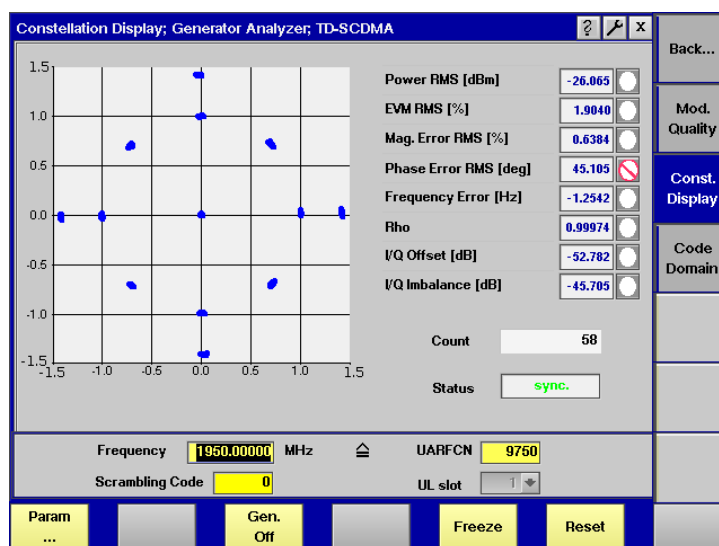 Constellation Display; Generator Analyzer; TD-SCDMA ? x
Back...
Mod. Quality
Const. Display
Code Domain
1.5
1.0
0.5
0.0
-0.5
-1.0
-1.5
-1.5 -1.0 -0.5 0.0 0.5 1.0 1.5
Power RMS [dBm] -26.065
EVM RMS [%] 1.9040
Mag. Error RMS [%] 0.6384
Phase Error RMS [deg] 45.105
Frequency Error [Hz] -1.2542
Rho 0.99974
I/Q Offset [dB] -52.782
I/Q Imbalance [dB] -45.705
Count 58
Status sync.
Frequency 1950.00000 MHz ≙ UARFCN 9750
Scrambling Code 0 UL slot 1
Param ...
Gen. Off
Freeze
Reset